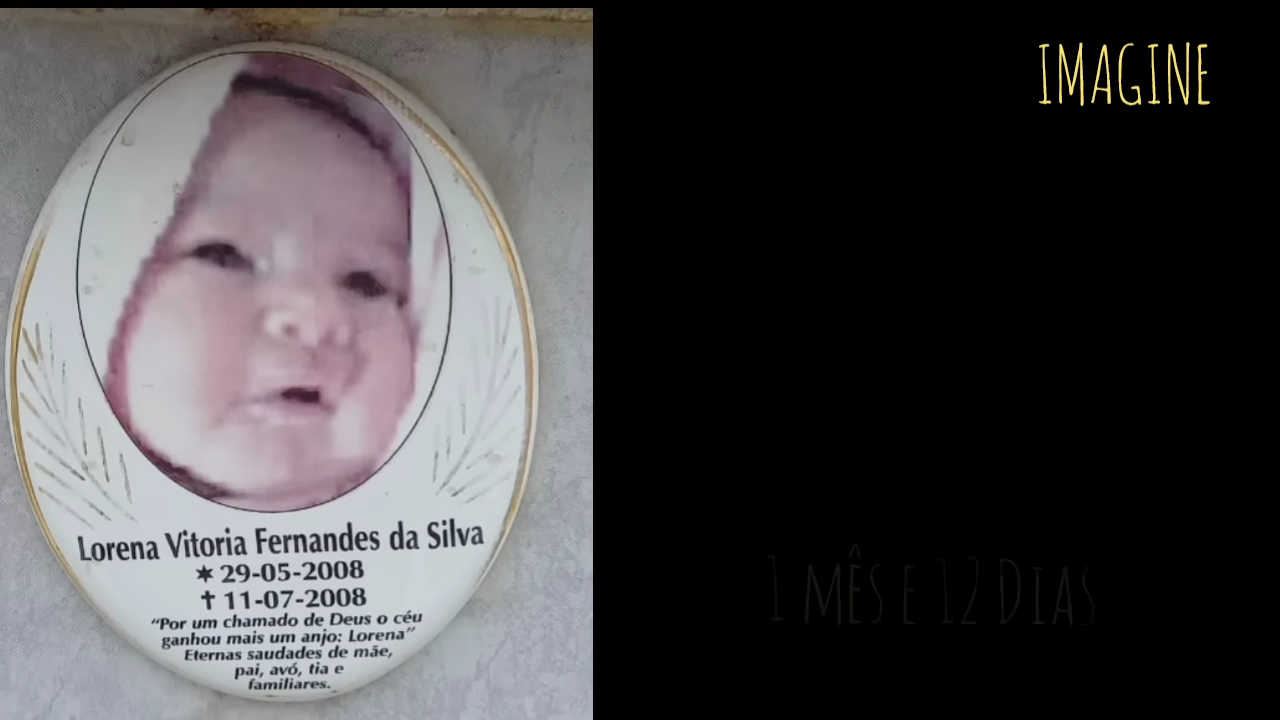 IMAGINE
Lorena Vitoria Fernandes da Silva
✶ 29-05-2008
✝ 11-07-2008
“Por um chamado de Deus o céu
ganhou mais um anjo: Lorena”
Eternas saudades de mãe,
pai, avó, tia e
familiares.
1 MÊS E 12 DIAS